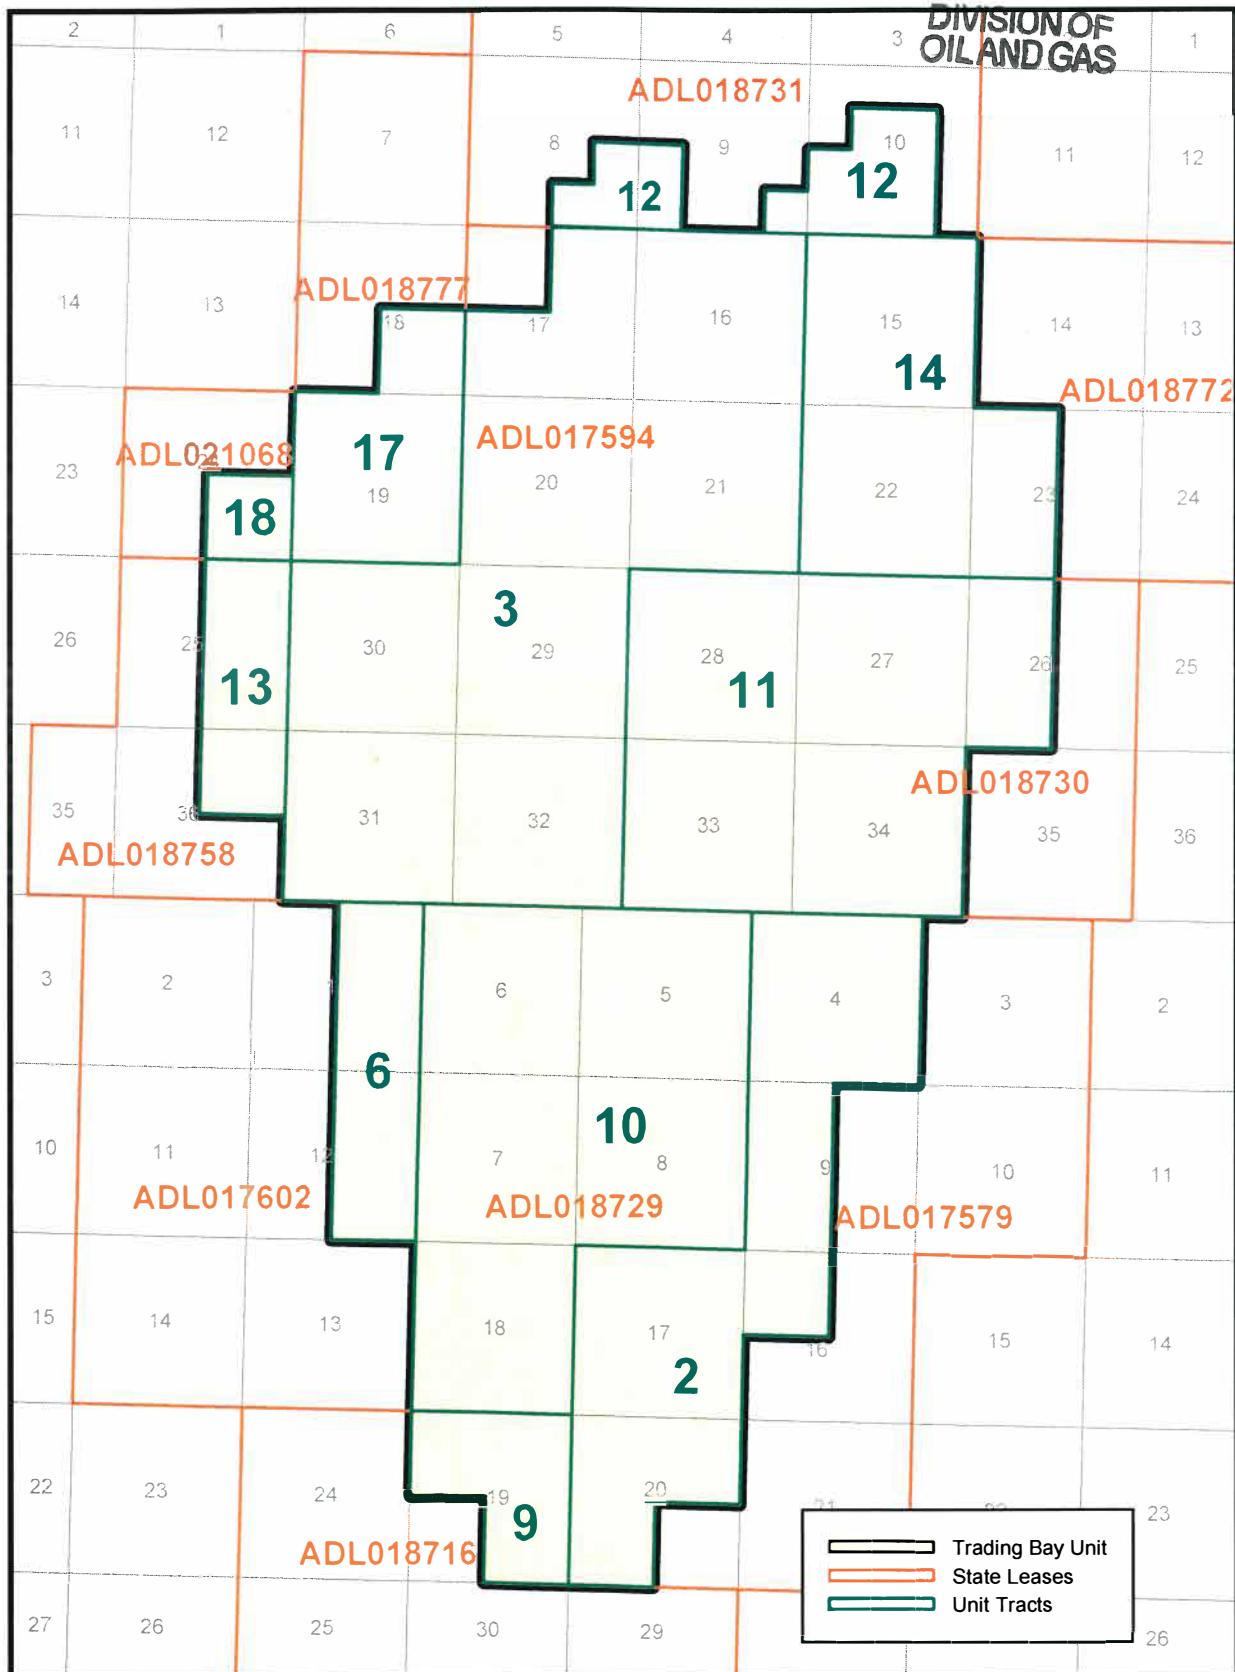 DIVISION OF
OIL AND GAS
2 1 6 5 4 3 1
ADL018731
11 12 7 8 9 10 11 12
12 12
ADL018777
14 13 18 17 16 15 14 13
14
ADL018772
ADL021068 17 ADL017594
23 19 20 21 22 23 24
18
3
26 25 30 29 28 27 26 25
13 11
ADL018730
35 36 31 32 33 34 35 36
ADL018758
3 2 1 6 5 4 3 2
6
10
10 11 12 7 8 9 10 11
ADL017602 ADL018729 ADL017579
15 14 13 18 17 16 15 14
2
22 23 24 19 20 21 22 23
9
ADL018716
Trading Bay Unit
State Leases
Unit Tracts
27 26 25 30 29 26